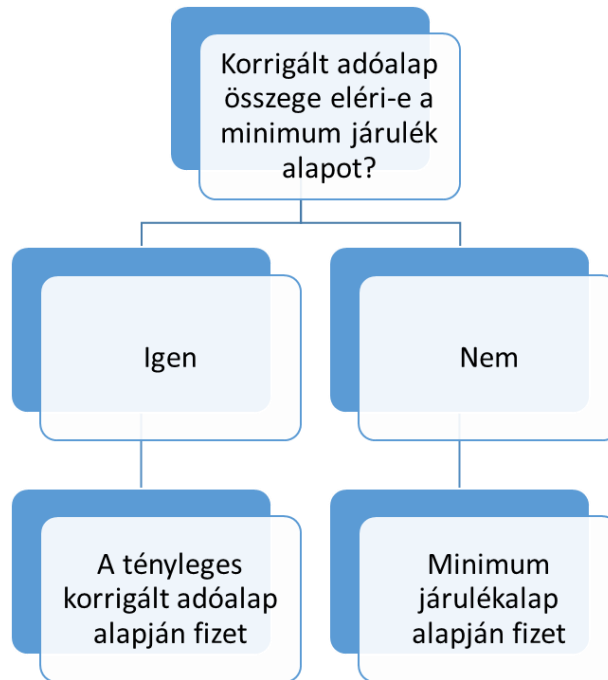 Korrigált adóalap
összege eléri-e a
minimum járulék
alapot?
Igen
Nem
A tényleges
korrigált adóalap
alapján fizet
Minimum
járulékalap
alapján fizet